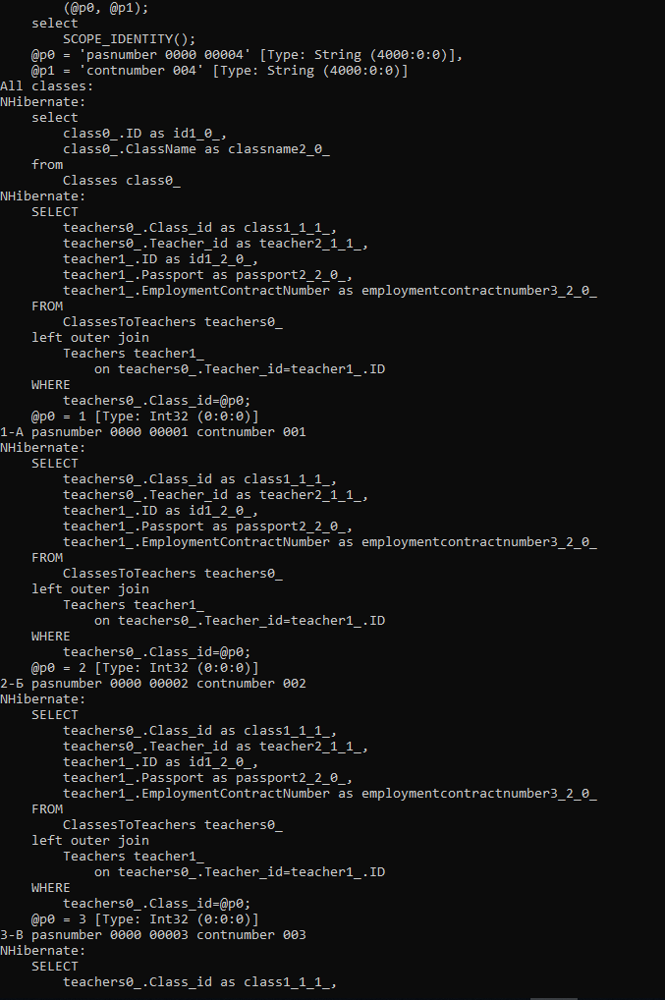 (@p0, @p1);
select
SCOPE_IDENTITY();
@p0 = 'pasnumber 0000 00004' [Type: String (4000:0:0)],
@p1 = 'contnumber 004' [Type: String (4000:0:0)]
All classes:
NHibernate:
select
class0_.ID as id1_0_,
class0_.ClassName as classname2_0_
from
Classes class0_
NHibernate:
SELECT
teachers0_.Class_id as class1_1_1_,
teachers0_.Teacher_id as teacher2_1_1_,
teacher1_.ID as id1_2_0_,
teacher1_.Passport as passport2_2_0_,
teacher1_.EmploymentContractNumber as employmentcontractnumber3_2_0_
FROM
ClassesToTeachers teachers0_
left outer join
Teachers teacher1_
on teachers0_.Teacher_id=teacher1_.ID
WHERE
teachers0_.Class_id=@p0;
@p0 = 1 [Type: Int32 (0:0:0)]
1-А pasnumber 0000 00001 contnumber 001
NHibernate:
SELECT
teachers0_.Class_id as class1_1_1_,
teachers0_.Teacher_id as teacher2_1_1_,
teacher1_.ID as id1_2_0_,
teacher1_.Passport as passport2_2_0_,
teacher1_.EmploymentContractNumber as employmentcontractnumber3_2_0_
FROM
ClassesToTeachers teachers0_
left outer join
Teachers teacher1_
on teachers0_.Teacher_id=teacher1_.ID
WHERE
teachers0_.Class_id=@p0;
@p0 = 2 [Type: Int32 (0:0:0)]
2-Б pasnumber 0000 00002 contnumber 002
NHibernate:
SELECT
teachers0_.Class_id as class1_1_1_,
teachers0_.Teacher_id as teacher2_1_1_,
teacher1_.ID as id1_2_0_,
teacher1_.Passport as passport2_2_0_,
teacher1_.EmploymentContractNumber as employmentcontractnumber3_2_0_
FROM
ClassesToTeachers teachers0_
left outer join
Teachers teacher1_
on teachers0_.Teacher_id=teacher1_.ID
WHERE
teachers0_.Class_id=@p0;
@p0 = 3 [Type: Int32 (0:0:0)]
3-В pasnumber 0000 00003 contnumber 003
NHibernate:
SELECT
teachers0_.Class_id as class1_1_1_,